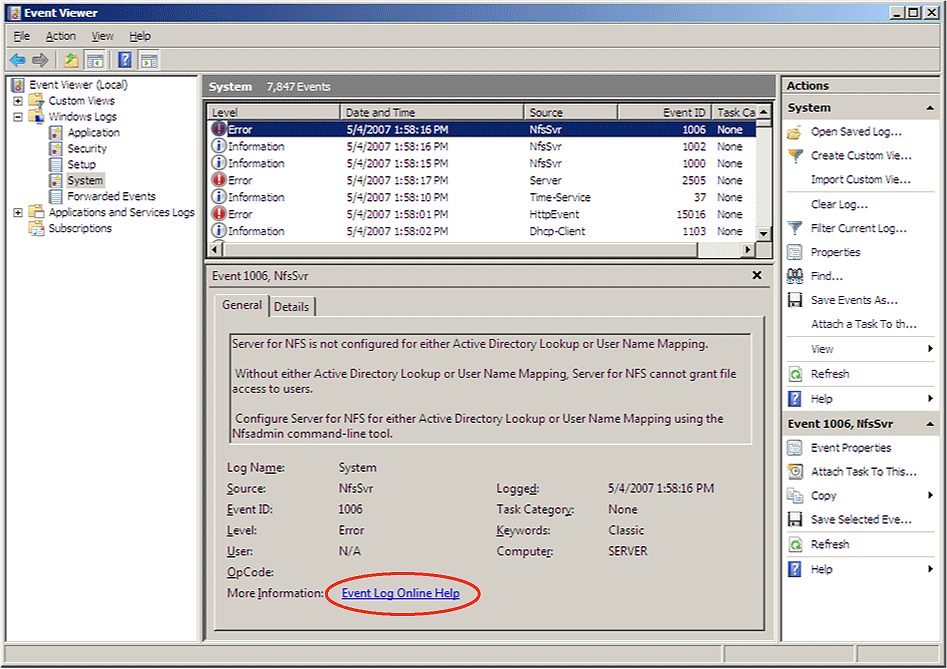 Event Viewer
File Action View Help
Event Viewer (Local)
Custom Views
Windows Logs
Application
Security
Setup
System
Forwarded Events
Applications and Services Logs
Subscriptions
System 7,847 Events
Level Date and Time Source Event ID Task Ca
Error 5/4/2007 1:58:16 PM NfsSvr 1006 None
Information 5/4/2007 1:58:16 PM NfsSvr 1002 None
Information 5/4/2007 1:58:15 PM NfsSvr 1000 None
Error 5/4/2007 1:58:17 PM Server 2505 None
Information 5/4/2007 1:58:10 PM Time-Service 37 None
Error 5/4/2007 1:58:01 PM HttpEvent 15016 None
Information 5/4/2007 1:58:02 PM Dhcp-Client 1103 None
Event 1006, NfsSvr
General Details
Server for NFS is not configured for either Active Directory Lookup or User Name Mapping.
Without either Active Directory Lookup or User Name Mapping, Server for NFS cannot grant file
access to users.
Configure Server for NFS for either Active Directory Lookup or User Name Mapping using the
Nfsadmin command-line tool.
Log Name: System
Source: NfsSvr Logged: 5/4/2007 1:58:16 PM
Event ID: 1006 Task Category: None
Level: Error Keywords: Classic
User: N/A Computer: SERVER
OpCode:
More Information: Event Log Online Help
Actions
System
Open Saved Log...
Create Custom Vie...
Import Custom Vie...
Clear Log...
Filter Current Log...
Properties
Find...
Save Events As...
Attach a Task To th...
View
Refresh
Help
Event 1006, NfsSvr
Event Properties
Attach Task To This...
Copy
Save Selected Eve...
Refresh
Help